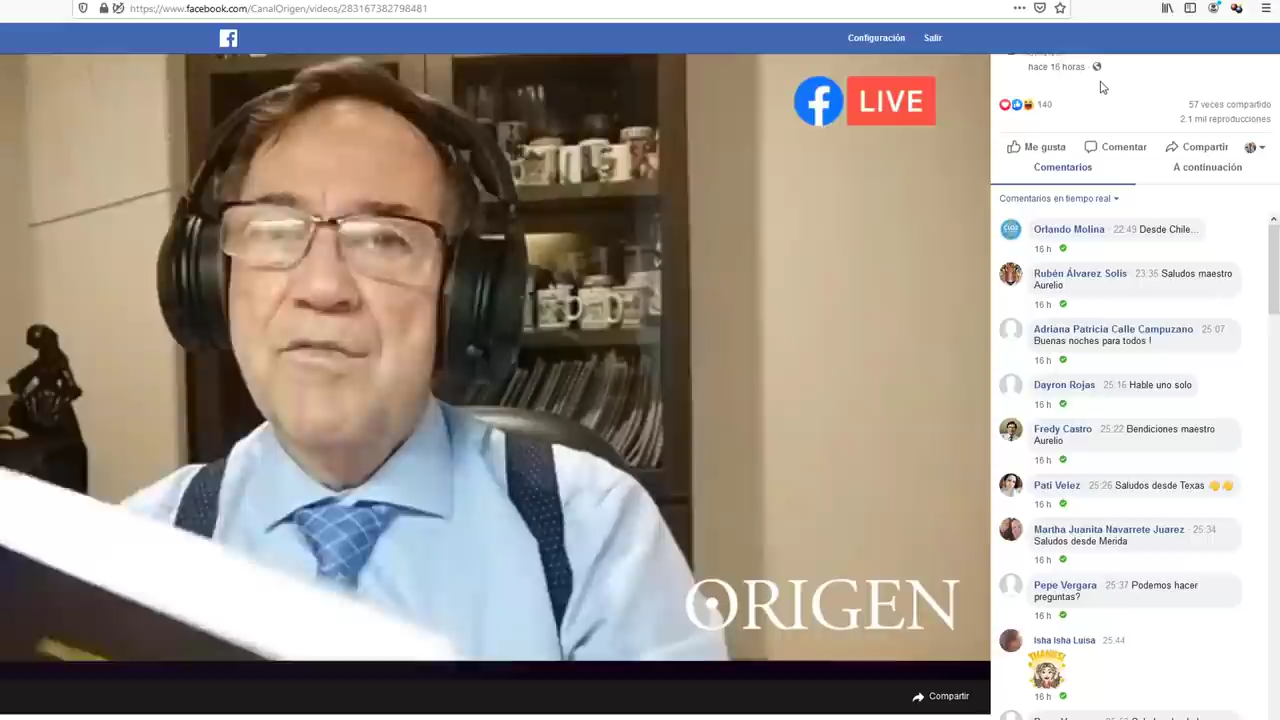 https://www.facebook.com/CanalOrigen/videos/283167382798481
Configuración
Salir
LIVE
hace 16 horas
140
57 veces compartido
2.1 mil reproducciones
Me gusta
Comentar
Compartir
Comentarios
A continuación
Comentarios en tiempo real
Orlando Molina · 22:49 Desde Chile...
16 h
Rubén Álvarez Solis · 23:35 Saludos maestro
Aurelio
16 h
Adriana Patricia Calle Campuzano · 25:07
Buenas noches para todos !
16 h
Dayron Rojas · 25:16 Hable uno solo
16 h
Fredy Castro · 25:22 Bendiciones maestro
Aurelio
16 h
Pati Velez · 25:26 Saludos desde Texas 👋👋
16 h
Martha Juanita Navarrete Juarez · 25:34
Saludos desde Merida
16 h
Pepe Vergara · 25:37 Podemos hacer
preguntas?
16 h
Isha Isha Luisa · 25:44
THANKS!
16 h
ORIGEN
Compartir